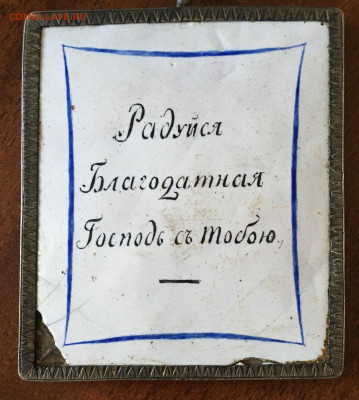 Радуйся
Благодатная
Господь съ тобою